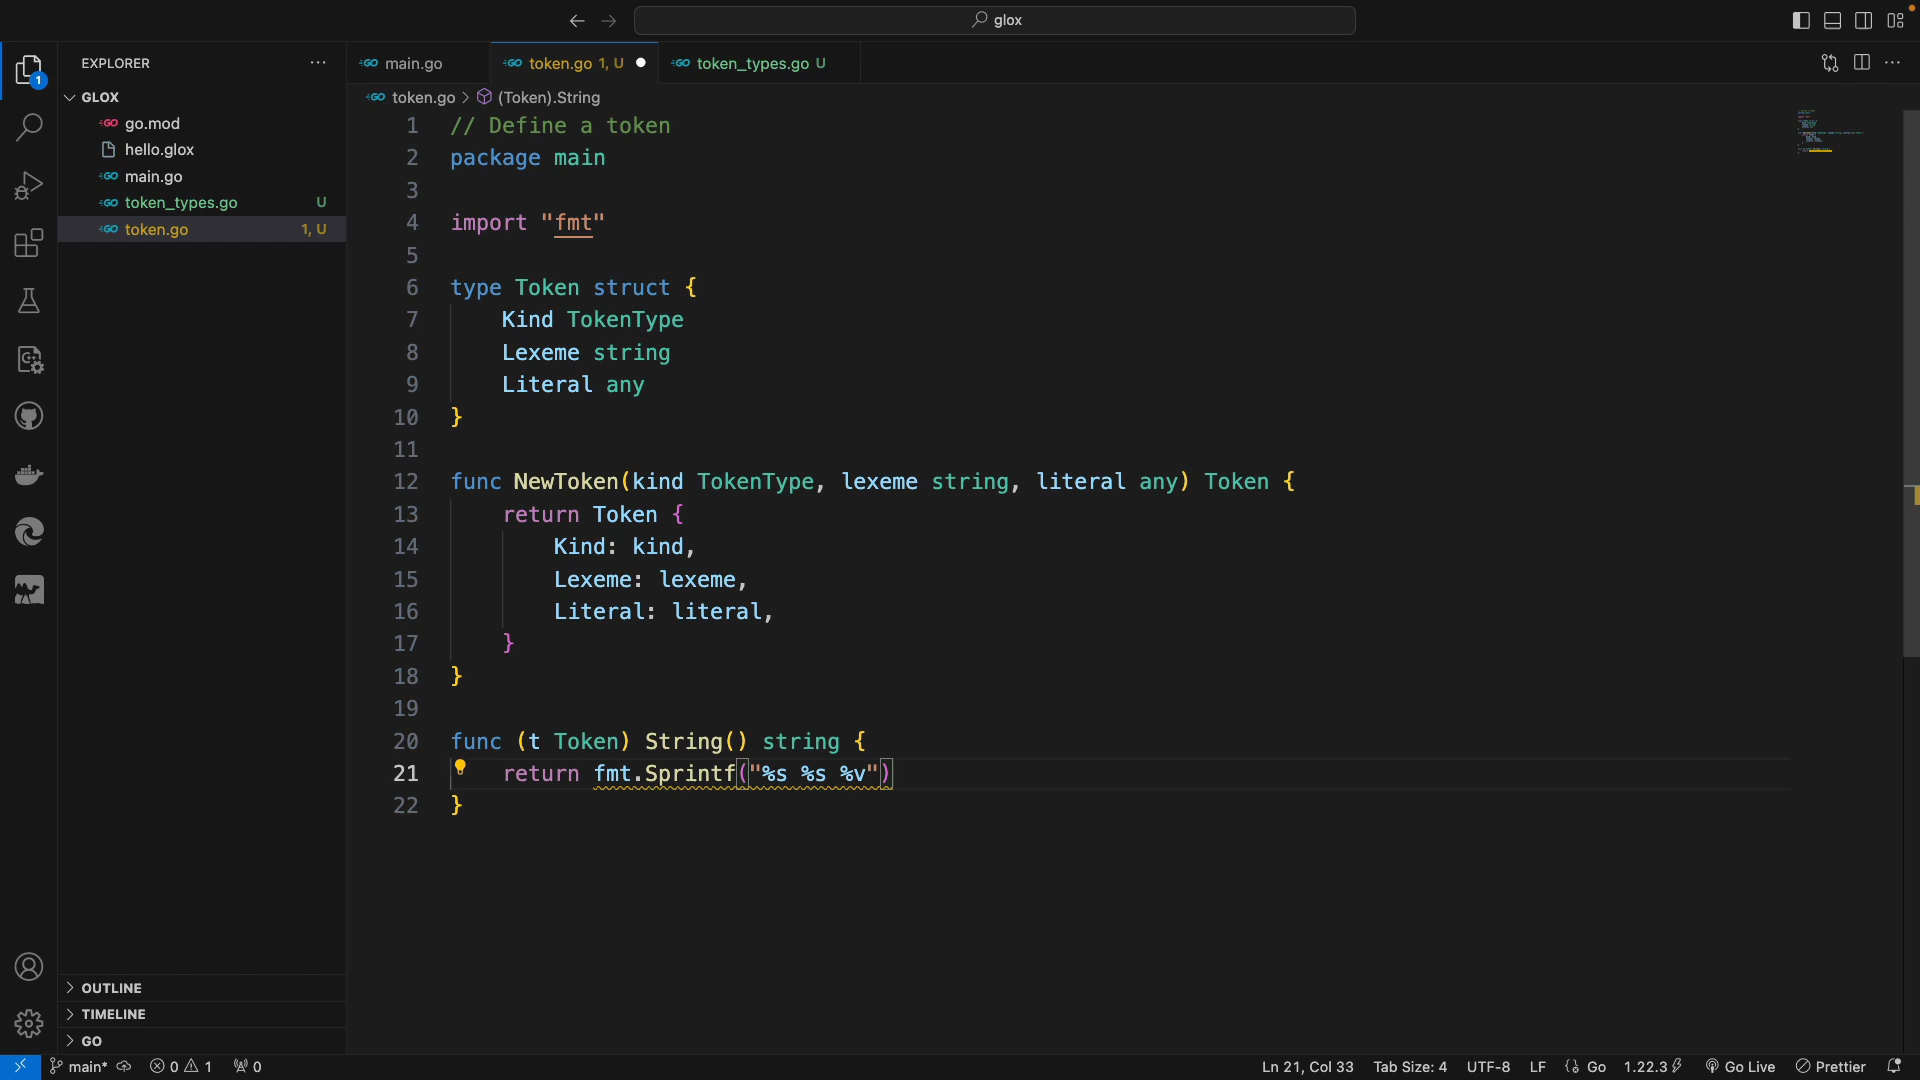 glox
EXPLORER
GLOX
go.mod
hello.glox
main.go
token_types.go U
token.go 1, U
OUTLINE
TIMELINE
GO
main.go
token.go 1, U
token_types.go U
token.go > (Token).String
1 // Define a token
2 package main
3
4 import "fmt"
5
6 type Token struct {
7 Kind TokenType
8 Lexeme string
9 Literal any
10 }
11
12 func NewToken(kind TokenType, lexeme string, literal any) Token {
13 return Token {
14 Kind: kind,
15 Lexeme: lexeme,
16 Literal: literal,
17 }
18 }
19
20 func (t Token) String() string {
21 return fmt.Sprintf("%s %s %v")
22 }
1
main* 0 1 0
Ln 21, Col 33 Tab Size: 4 UTF-8 LF Go 1.22.3 Go Live Prettier